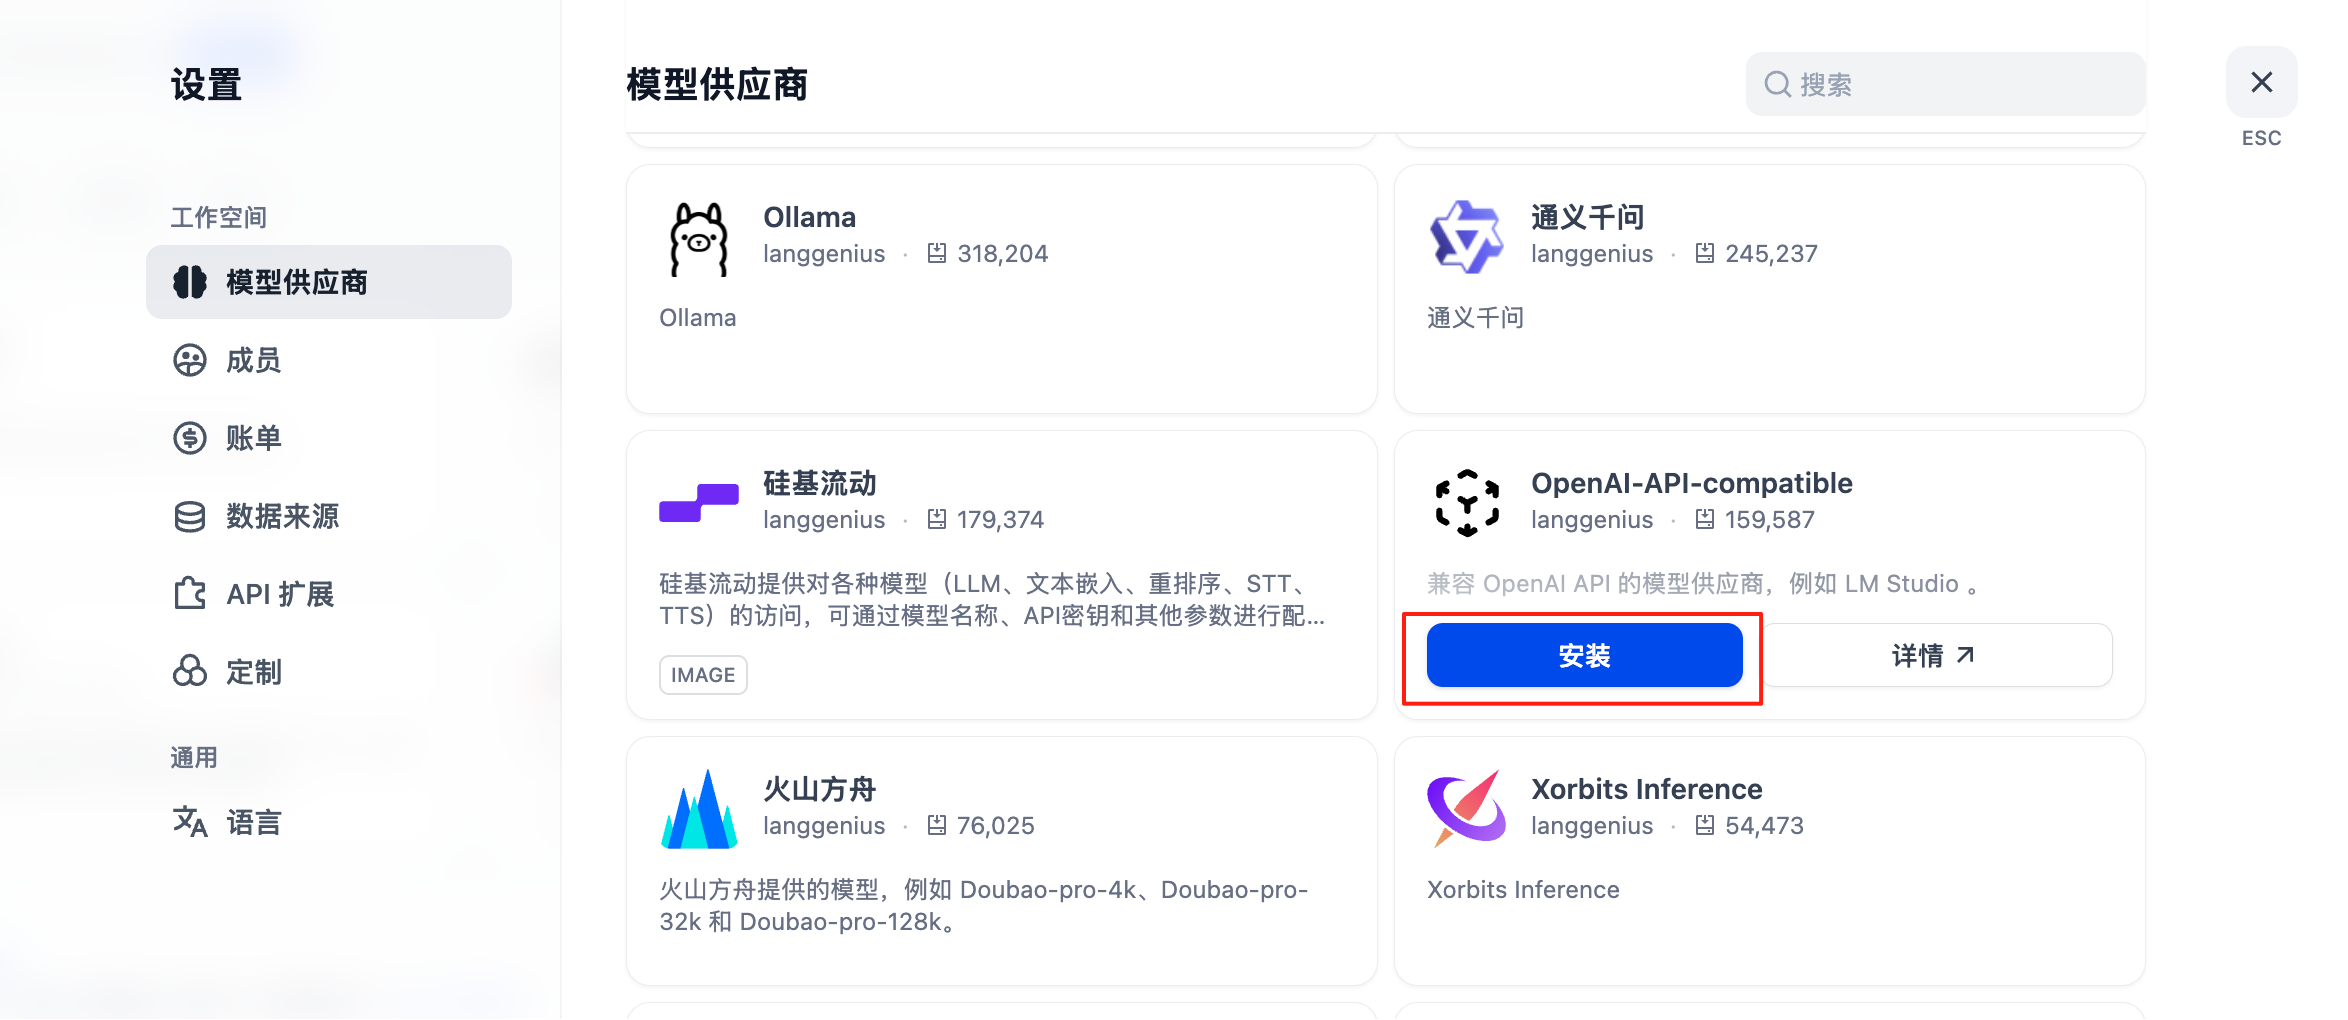 设置
工作空间
模型供应商
成员
账单
数据来源
API 扩展
定制
通用
语言
模型供应商
搜索
ESC
Ollama
langgenius · 318,204
Ollama
通义千问
langgenius · 245,237
通义千问
硅基流动
langgenius · 179,374
硅基流动提供对各种模型（LLM、文本嵌入、重排序、STT、
TTS）的访问，可通过模型名称、API密钥和其他参数进行配...
IMAGE
OpenAI-API-compatible
langgenius · 159,587
兼容 OpenAI API 的模型供应商，例如 LM Studio 。
安装
详情
火山方舟
langgenius · 76,025
火山方舟提供的模型，例如 Doubao-pro-4k、Doubao-pro-
32k 和 Doubao-pro-128k。
Xorbits Inference
langgenius · 54,473
Xorbits Inference